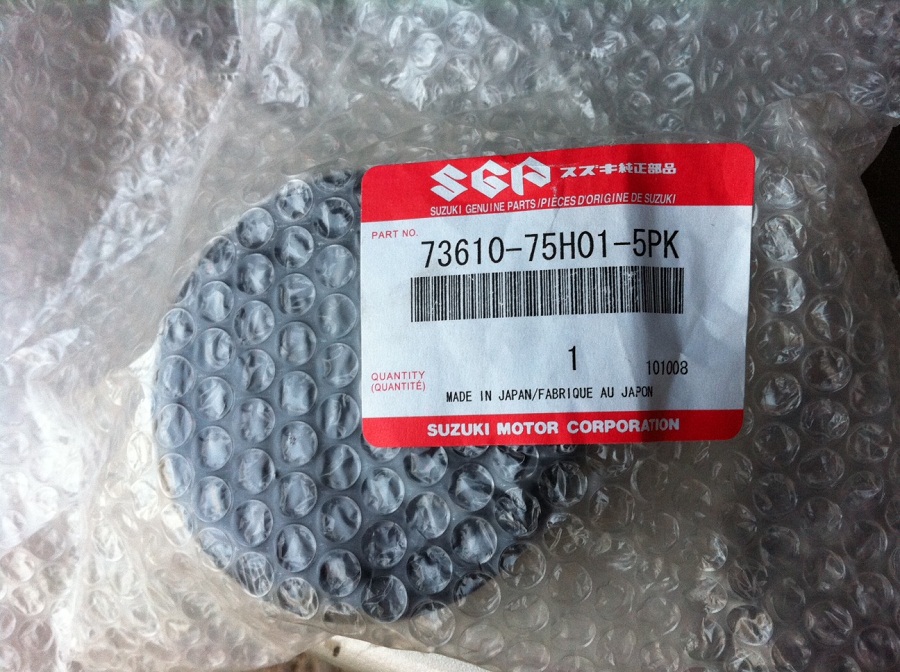 SGP スズキ純正部品
SUZUKI GENUINE PARTS/PIÈCES D'ORIGINE DE SUZUKI
PART NO.
73610-75H01-5PK
1
101008
QUANTITY
(QUANTITÉ)
MADE IN JAPAN/FABRIQUE AU JAPON
SUZUKI MOTOR CORPORATION